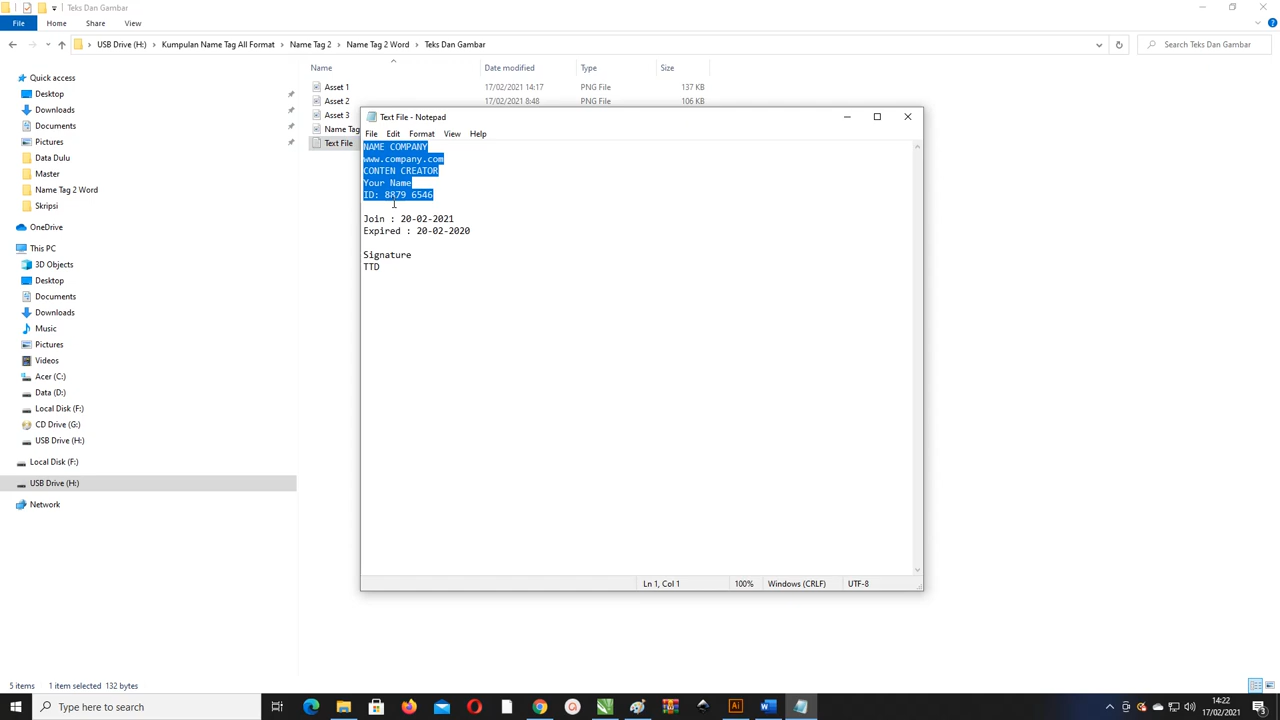 Teks Dan Gambar
File Home Share View
USB Drive (H:) Kumpulan Name Tag All Format Name Tag 2 Name Tag 2 Word Teks Dan Gambar
Search Teks Dan Gambar
Quick access
Desktop
Downloads
Documents
Pictures
Data Dulu
Master
Name Tag 2 Word
Skripsi
OneDrive
This PC
3D Objects
Desktop
Documents
Downloads
Music
Pictures
Videos
Acer (C:)
Data (D:)
Local Disk (F:)
CD Drive (G:)
USB Drive (H:)
Local Disk (F:)
USB Drive (H:)
Network
Name Date modified Type Size
Asset 1 17/02/2021 14:17 PNG File 137 KB
Asset 2 17/02/2021 8:48 PNG File 106 KB
Asset 3
Name Tag
Text File
Text File - Notepad
File Edit Format View Help
NAME COMPANY
www.company.com
CONTEN CREATOR
Your Name
ID: 8R79 6546
Join : 20-02-2021
Expired : 20-02-2020
Signature
TTD
Ln 1, Col 1 100% Windows (CRLF) UTF-8
5 items 1 item selected 132 bytes
Type here to search
14:22
17/02/2021